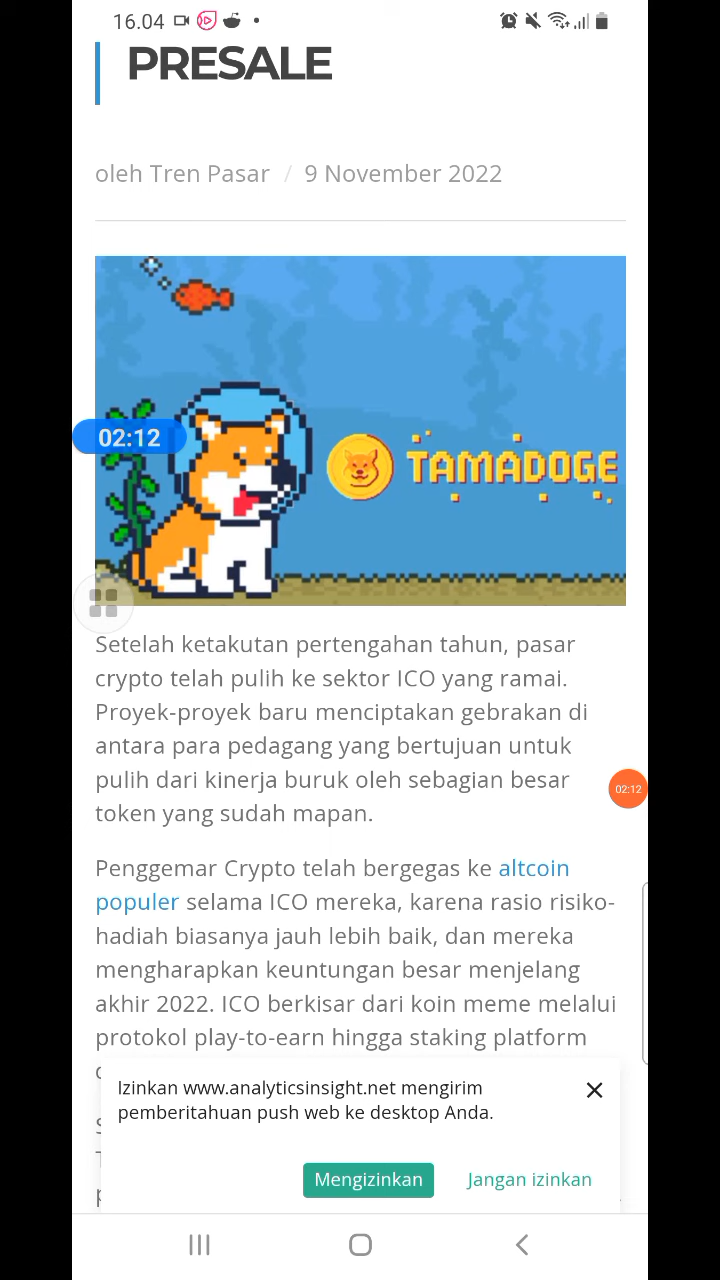 16.04
PRESALE
oleh Tren Pasar / 9 November 2022
02:12
TAMADOGE
Setelah ketakutan pertengahan tahun, pasar
crypto telah pulih ke sektor ICO yang ramai.
Proyek-proyek baru menciptakan gebrakan di
antara para pedagang yang bertujuan untuk
pulih dari kinerja buruk oleh sebagian besar
02:12
token yang sudah mapan.
Penggemar Crypto telah bergegas ke altcoin
populer selama ICO mereka, karena rasio risiko-
hadiah biasanya jauh lebih baik, dan mereka
mengharapkan keuntungan besar menjelang
akhir 2022. ICO berkisar dari koin meme melalui
protokol play-to-earn hingga staking platform
Izinkan www.analyticsinsight.net mengirim
pemberitahuan push web ke desktop Anda.
Mengizinkan
Jangan izinkan